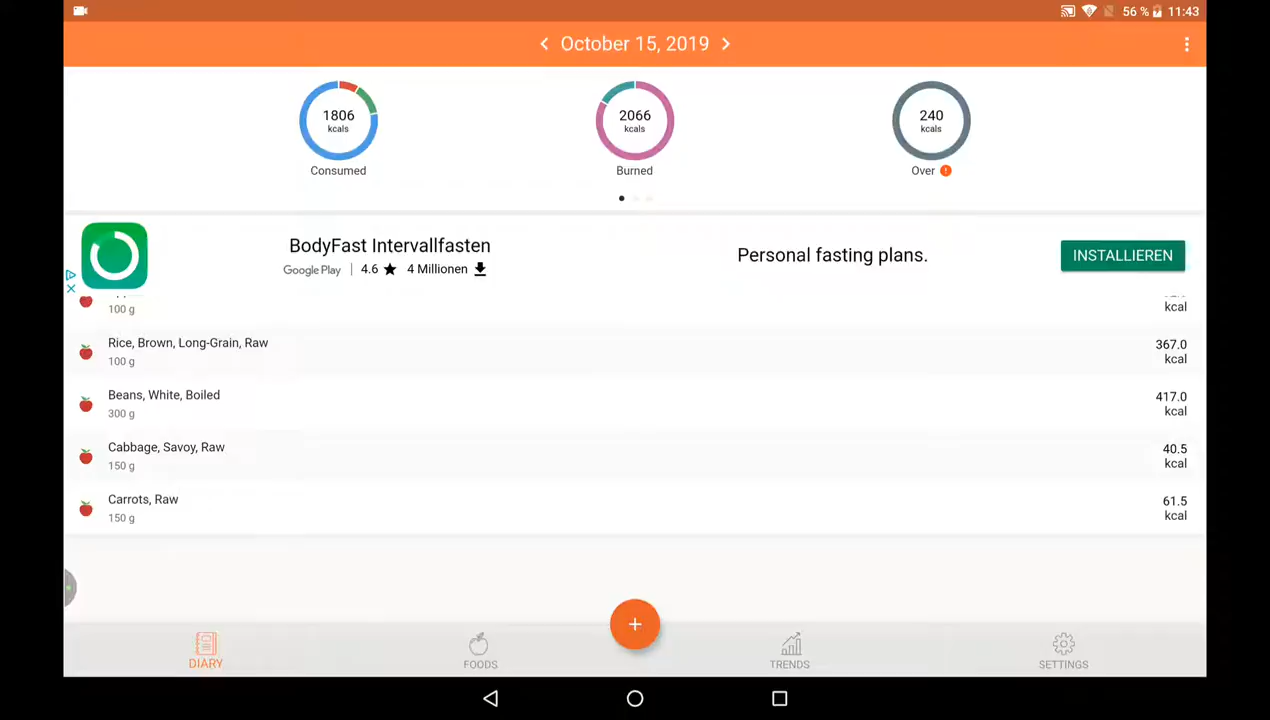 56 % 11:43
October 15, 2019
1806 kcals
2066 kcals
240 kcals
Consumed
Burned
Over !
BodyFast Intervallfasten
Google Play | 4.6 ★ 4 Millionen
Personal fasting plans.
INSTALLIEREN
100 g
kcal
Rice, Brown, Long-Grain, Raw
100 g
367.0
kcal
Beans, White, Boiled
300 g
417.0
kcal
Cabbage, Savoy, Raw
150 g
40.5
kcal
Carrots, Raw
150 g
61.5
kcal
+
DIARY
FOODS
TRENDS
SETTINGS